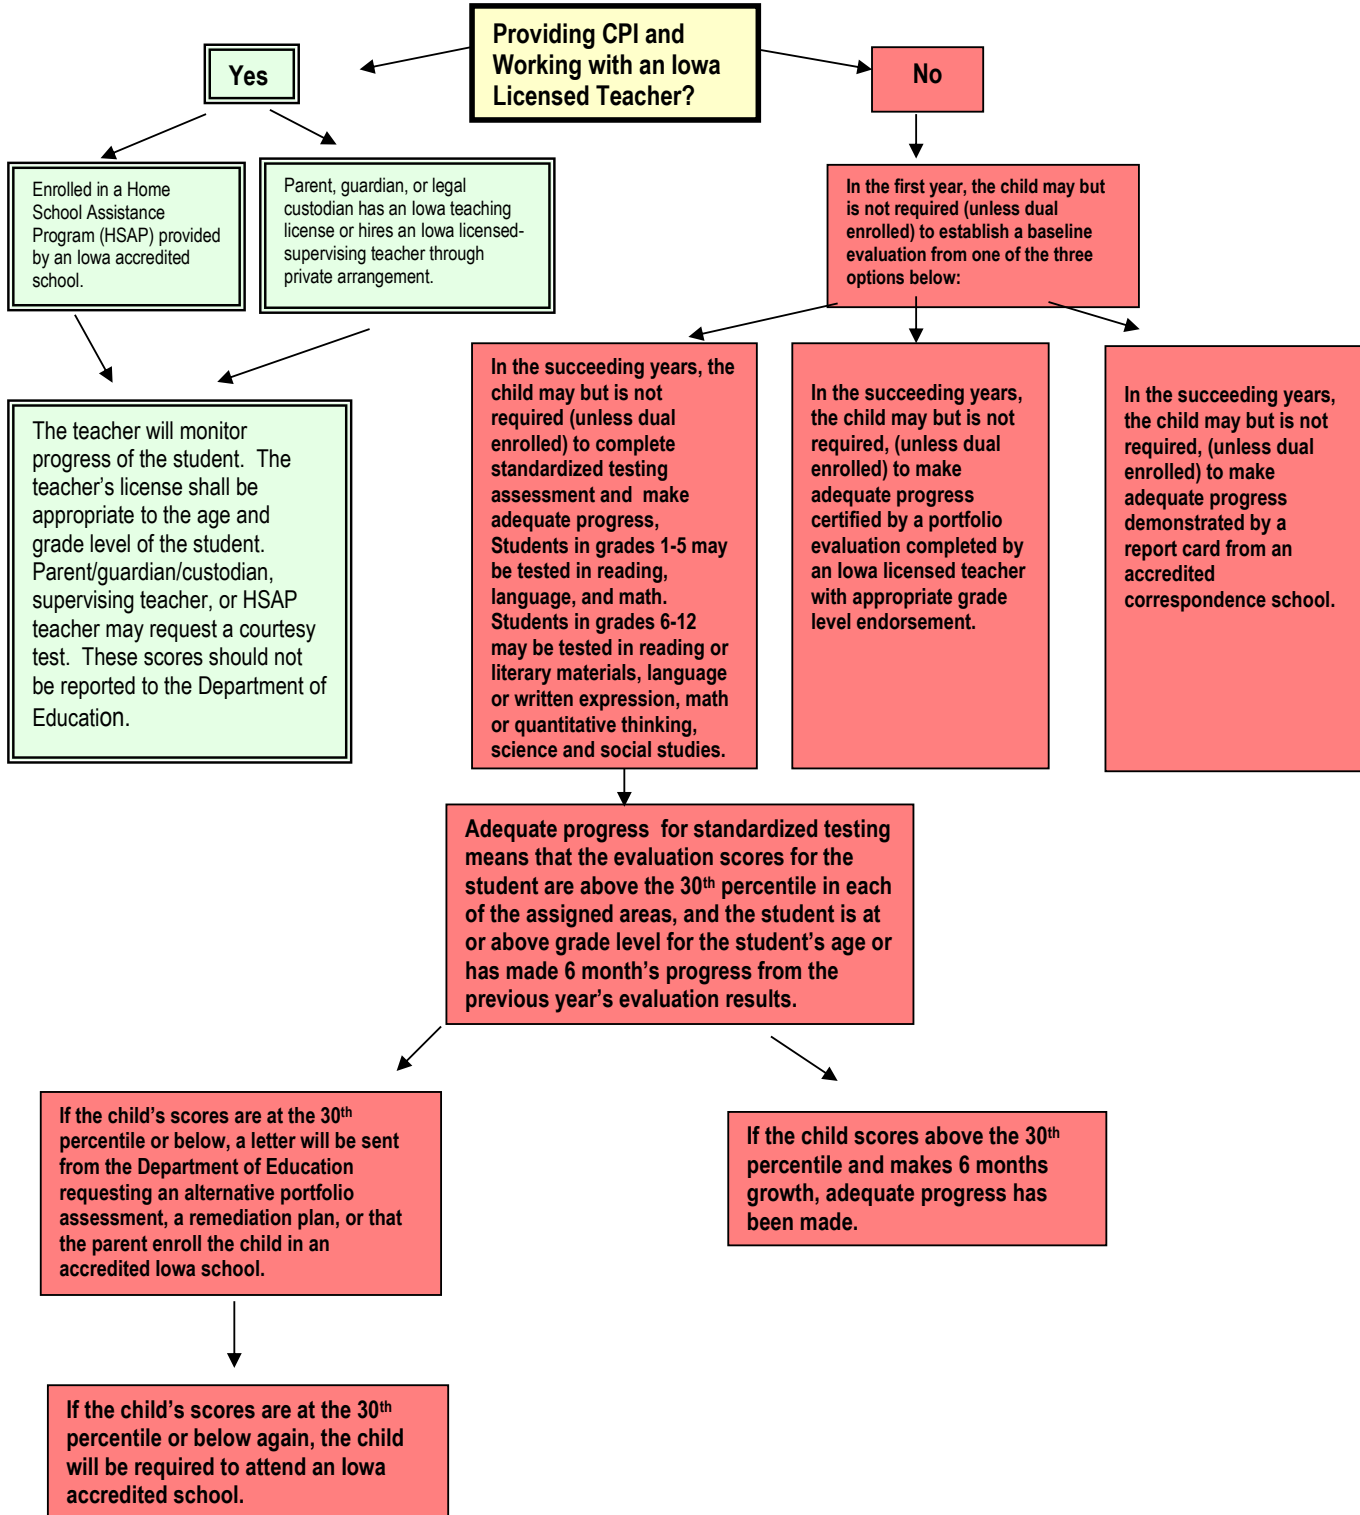 Providing CPI and
Working with an Iowa
Licensed Teacher?
Yes
No
Enrolled in a Home
School Assistance
Program (HSAP) provided
by an Iowa accredited
school.
Parent, guardian, or legal
custodian has an Iowa teaching
license or hires an Iowa licensed-
supervising teacher through
private arrangement.
In the first year, the child may but
is not required (unless dual
enrolled) to establish a baseline
evaluation from one of the three
options below:
The teacher will monitor
progress of the student.  The
teacher’s license shall be
appropriate to the age and
grade level of the student.
Parent/guardian/custodian,
supervising teacher, or HSAP
teacher may request a courtesy
test.  These scores should not
be reported to the Department of
Education.
In the succeeding years, the
child may but is not
required (unless dual
enrolled) to complete
standardized testing
assessment and  make
adequate progress,
Students in grades 1-5 may
be tested in reading,
language, and math.
Students in grades 6-12
may be tested in reading or
literary materials, language
or written expression, math
or quantitative thinking,
science and social studies.
In the succeeding years,
the child may but is not
required, (unless dual
enrolled) to make
adequate progress
certified by a portfolio
evaluation completed by
an Iowa licensed teacher
with appropriate grade
level endorsement.
In the succeeding years,
the child may but is not
required, (unless dual
enrolled) to make
adequate progress
demonstrated by a
report card from an
accredited
correspondence school.
Adequate progress  for standardized testing
means that the evaluation scores for the
student are above the 30th percentile in each
of the assigned areas, and the student is at
or above grade level for the student’s age or
has made 6 month’s progress from the
previous year’s evaluation results.
If the child’s scores are at the 30th
percentile or below, a letter will be sent
from the Department of Education
requesting an alternative portfolio
assessment, a remediation plan, or that
the parent enroll the child in an
accredited Iowa school.
If the child scores above the 30th
percentile and makes 6 months
growth, adequate progress has
been made.
If the child’s scores are at the 30th
percentile or below again, the child
will be required to attend an Iowa
accredited school.